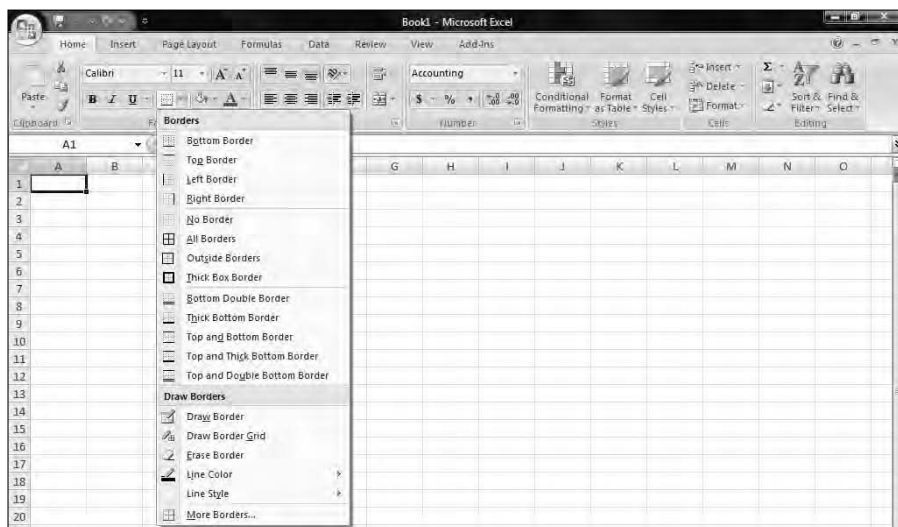 Book1 - Microsoft Excel
Home Insert Page Layout Formulas Data Review View Add-Ins
Calibri 11 A A Accounting Insert Σ
Paste B I U A $ % , .00 Conditional Format Cell Delete Sort & Find &
Formatting as Table Styles Format Filter Select
Clipboard Number Styles Cells Editing
A1
A B G H I J K L M N O
1
2
3
4
5
6
7
8
9
10
11
12
13
14
15
16
17
18
19
20
Borders
Bottom Border
Top Border
Left Border
Right Border
No Border
All Borders
Outside Borders
Thick Box Border
Bottom Double Border
Thick Bottom Border
Top and Bottom Border
Top and Thick Bottom Border
Top and Double Bottom Border
Draw Borders
Draw Border
Draw Border Grid
Erase Border
Line Color
Line Style
More Borders...